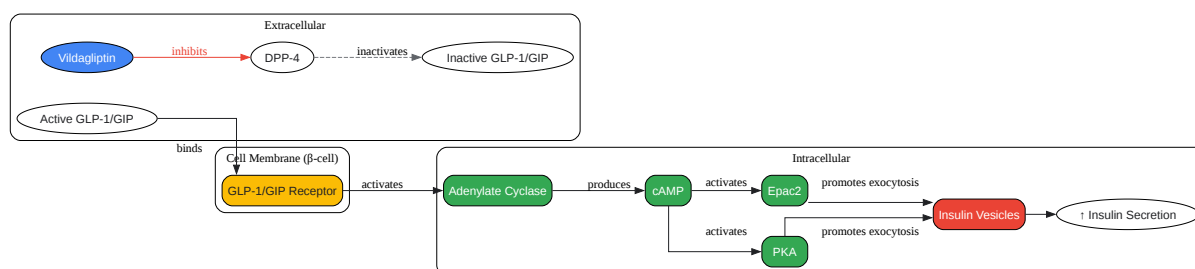 Extracellular
Vildagliptin
inhibits
DPP-4
inactivates
Inactive GLP-1/GIP
Active GLP-1/GIP
binds
Cell Membrane (β-cell)
GLP-1/GIP Receptor
activates
Intracellular
Adenylate Cyclase
produces
cAMP
activates
Epac2
promotes exocytosis
activates
PKA
promotes exocytosis
Insulin Vesicles
↑ Insulin Secretion